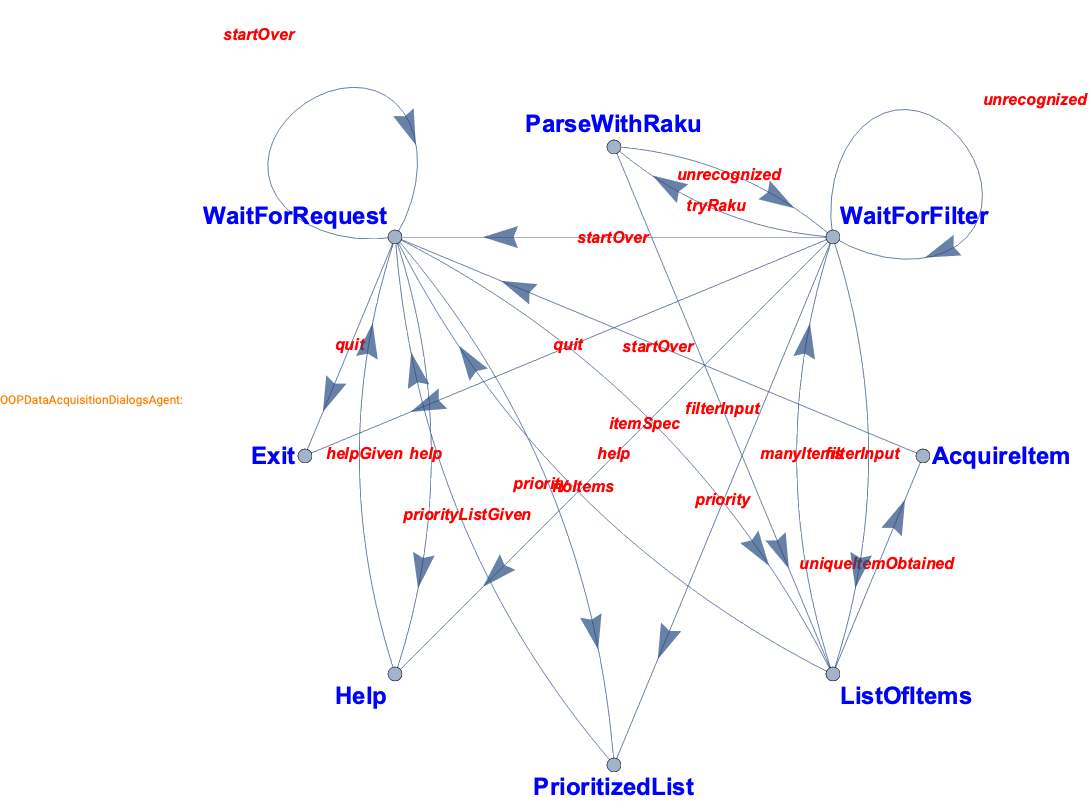 startOver
unrecognized
ParseWithRaku
unrecognized
tryRaku
WaitForRequest
WaitForFilter
startOver
quit
quit
startOver
OOPDataAcquisitionDialogsAgent:
filterInput
itemSpec
Exit
helpGiven
help
help
manyItems
filterInput
AcquireItem
priority
noItems
priority
priorityListGiven
uniqueItemObtained
Help
ListOfItems
PrioritizedList